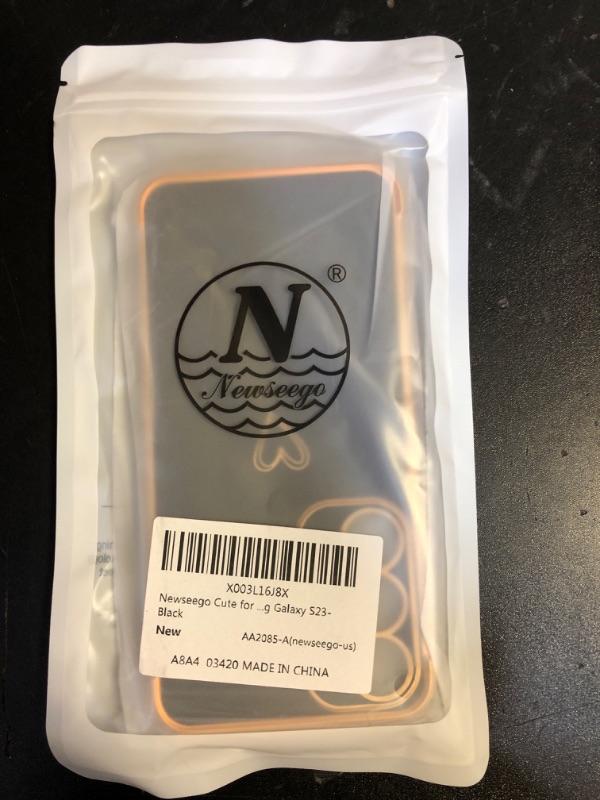 ®
N
Newseego
X003L16J8X
Newseego Cute for ...g Galaxy S23-
Black
New AA2085-A(newseego-us)
A8A4 03420 MADE IN CHINA